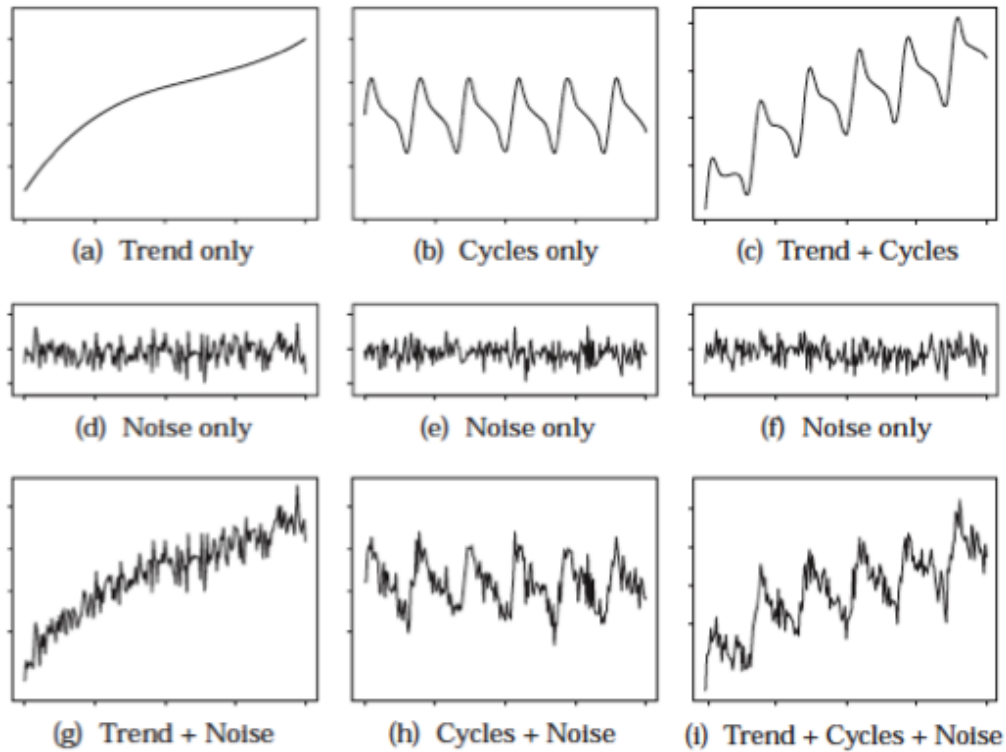 (a) Trend only
(b) Cycles only
(c) Trend + Cycles
(d) Noise only
(e) Noise only
(f) Noise only
(g) Trend + Noise
(h) Cycles + Noise
(i) Trend + Cycles + Noise